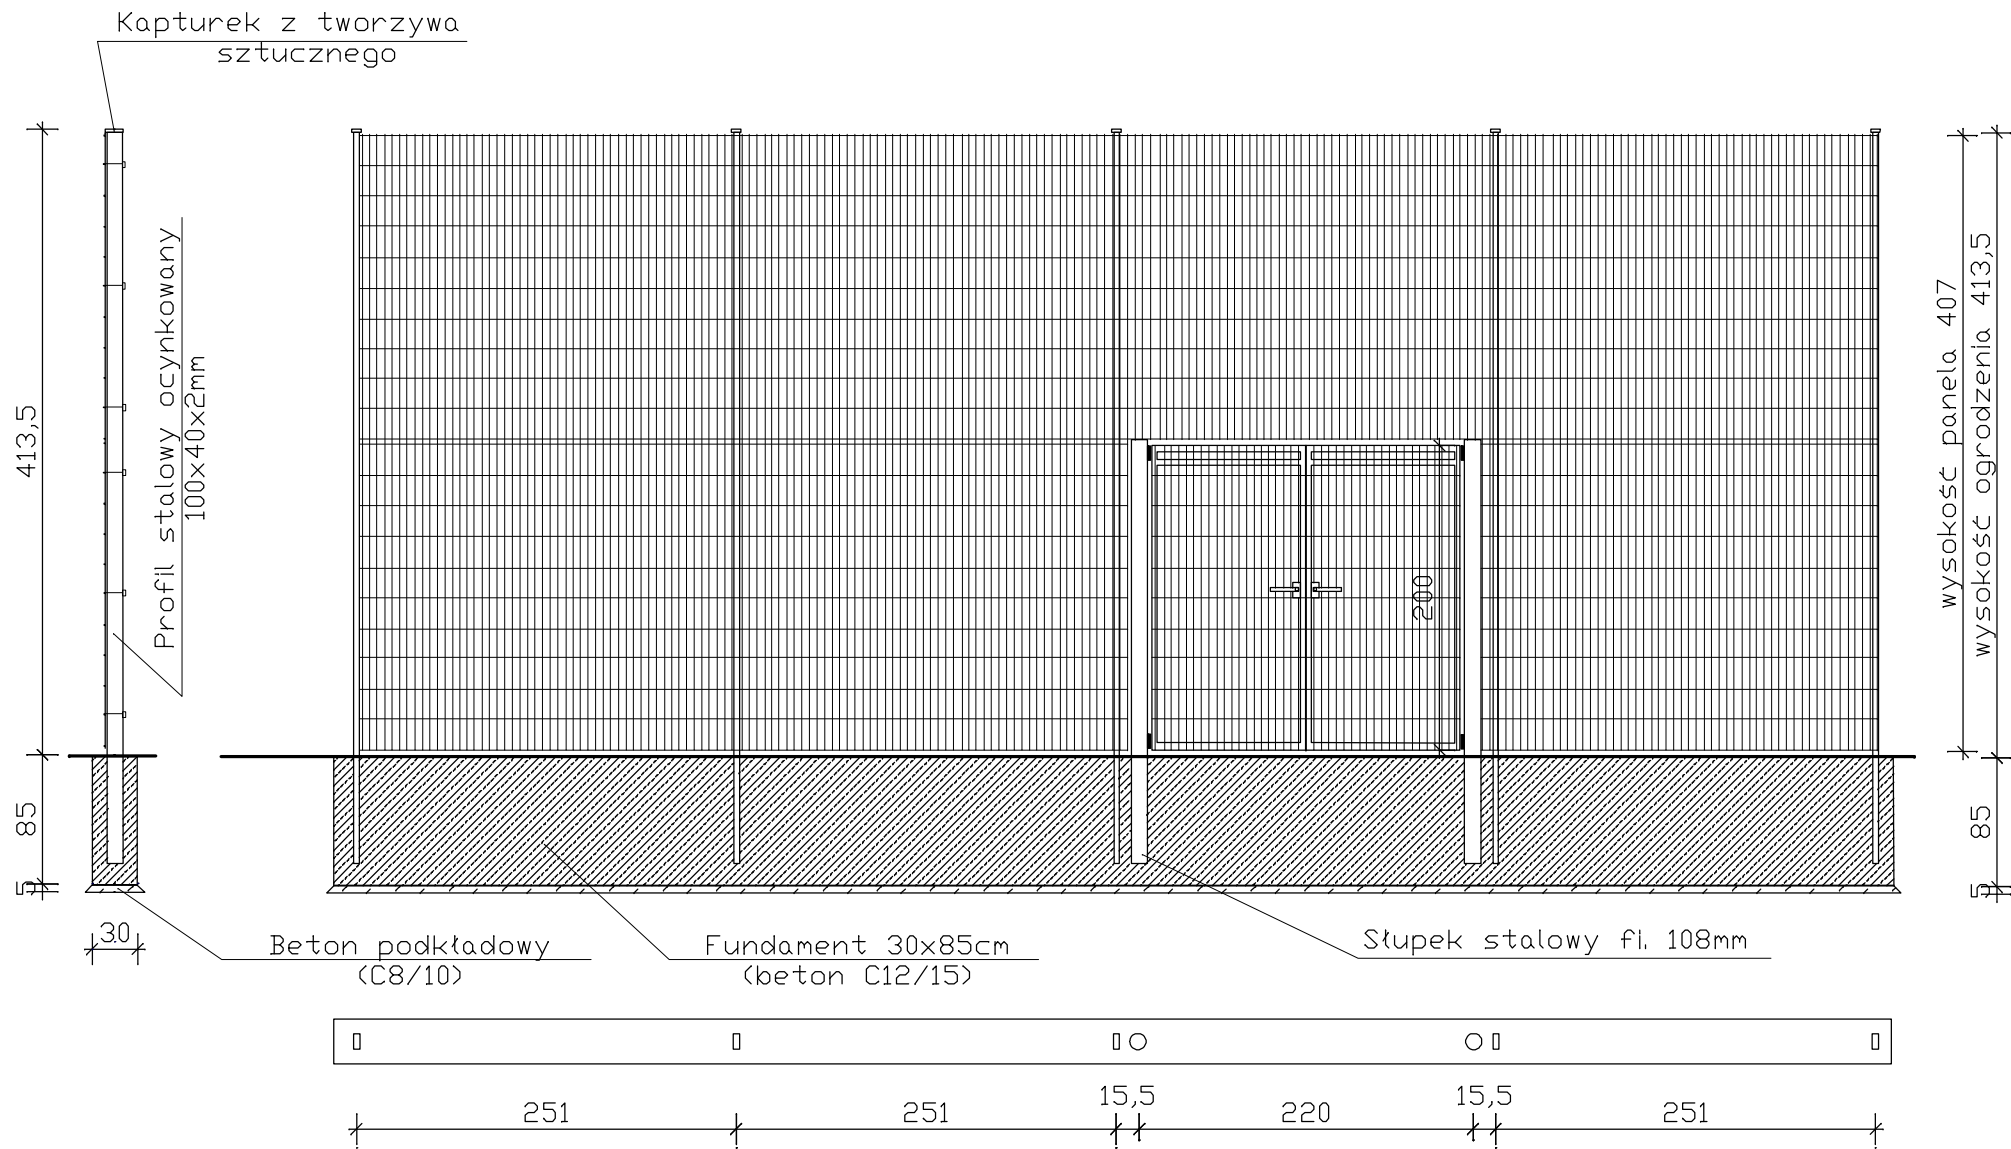 Kapturek z tworzywa
sztucznego
413,5
85
5
30
Profil stalowy ocynkowany
100x40x2mm
200
wysokość panela 407
wysokość ogrodzenia 413,5
85
5
Beton podkładowy
(C8/10)
Fundament 30x85cm
(beton C12/15)
Słupek stalowy fi. 108mm
251
251
15,5
220
15,5
251